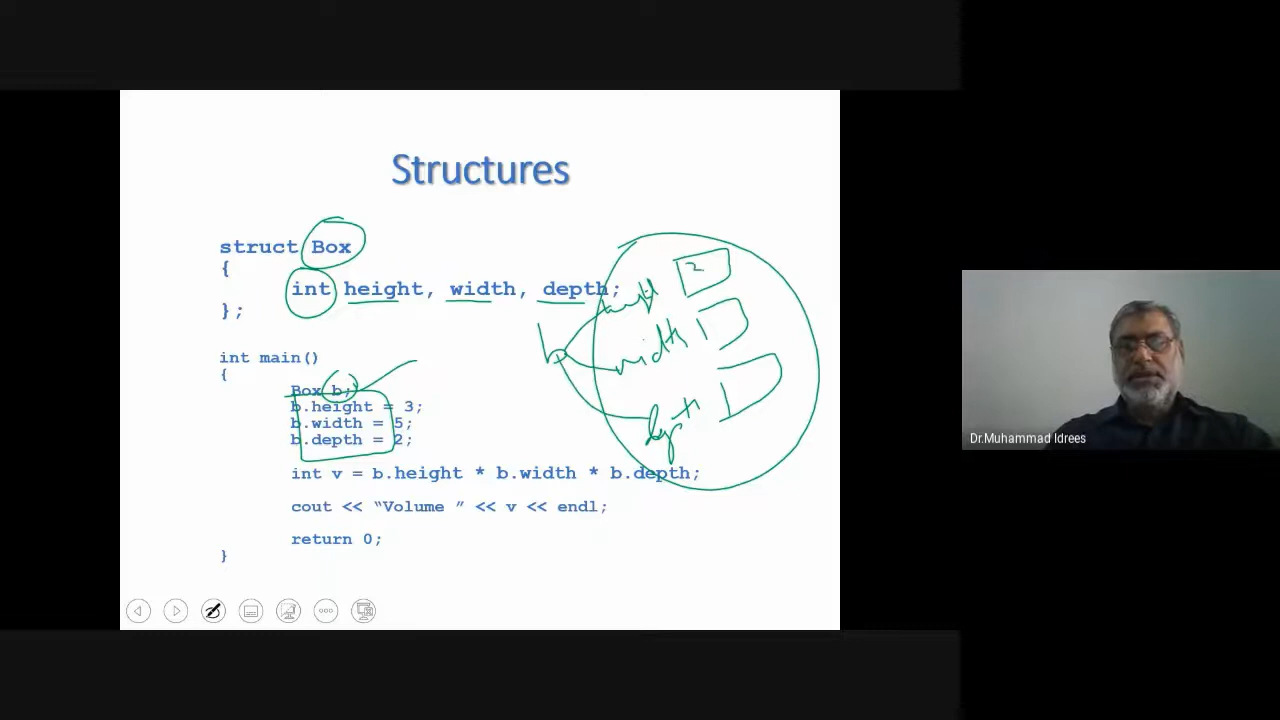 Structures
struct Box
{
int height, width, depth;
};
int main()
{
Box b;
b.height = 3;
b.width = 5;
b.depth = 2;
int v = b.height * b.width * b.depth;
cout << “Volume ” << v << endl;
return 0;
}
2
width
b
depth
Dr.Muhammad Idrees